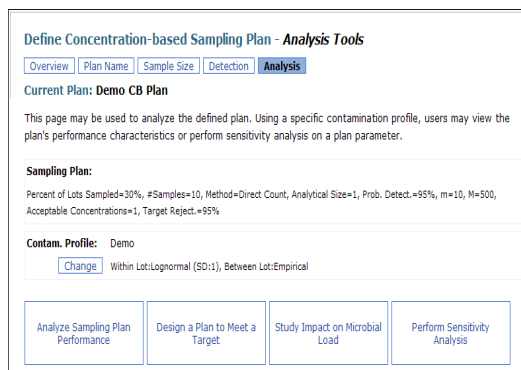 Define Concentration-based Sampling Plan - Analysis Tools
Overview Plan Name Sample Size Detection Analysis
Current Plan: Demo CB Plan
This page may be used to analyze the defined plan. Using a specific contamination profile, users may view the
plan's performance characteristics or perform sensitivity analysis on a plan parameter.
Sampling Plan:
Percent of Lots Sampled=30%, #Samples=10, Method=Direct Count, Analytical Size=1, Prob. Detect.=95%, m=10, M=500,
Acceptable Concentrations=1, Target Reject.=95%
Contam. Profile: Demo
Change Within Lot:Lognormal (SD:1), Between Lot:Empirical
Analyze Sampling Plan
Performance
Design a Plan to Meet a
Target
Study Impact on Microbial
Load
Perform Sensitivity
Analysis